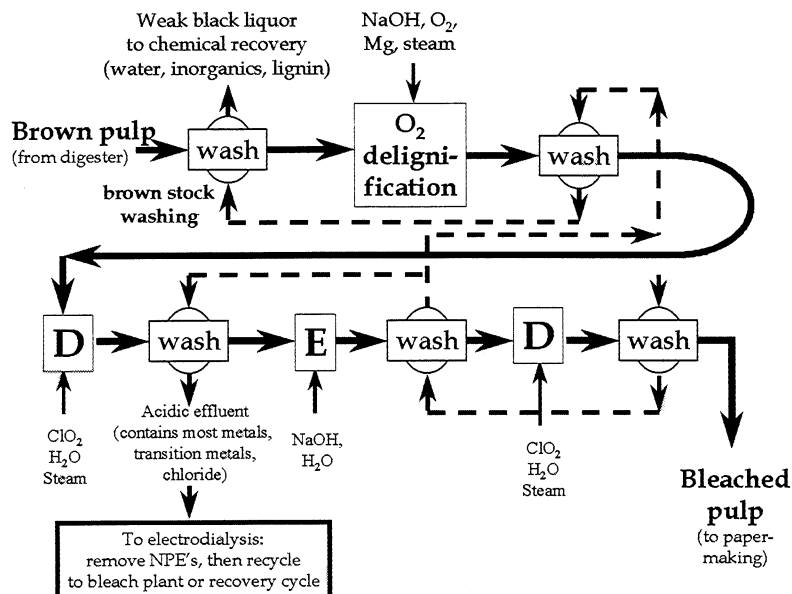 Weak black liquor
to chemical recovery
(water, inorganics, lignin)
NaOH, O2,
Mg, steam
Brown pulp
(from digester)
wash
O2
deligni-
fication
wash
brown stock
washing
D
wash
E
wash
D
wash
ClO2
H2O
Steam
Acidic effluent
(contains most metals,
transition metals,
chloride)
NaOH,
H2O
ClO2
H2O
Steam
Bleached
pulp
(to paper-
making)
To electrodialysis:
remove NPE's, then recycle
to bleach plant or recovery cycle